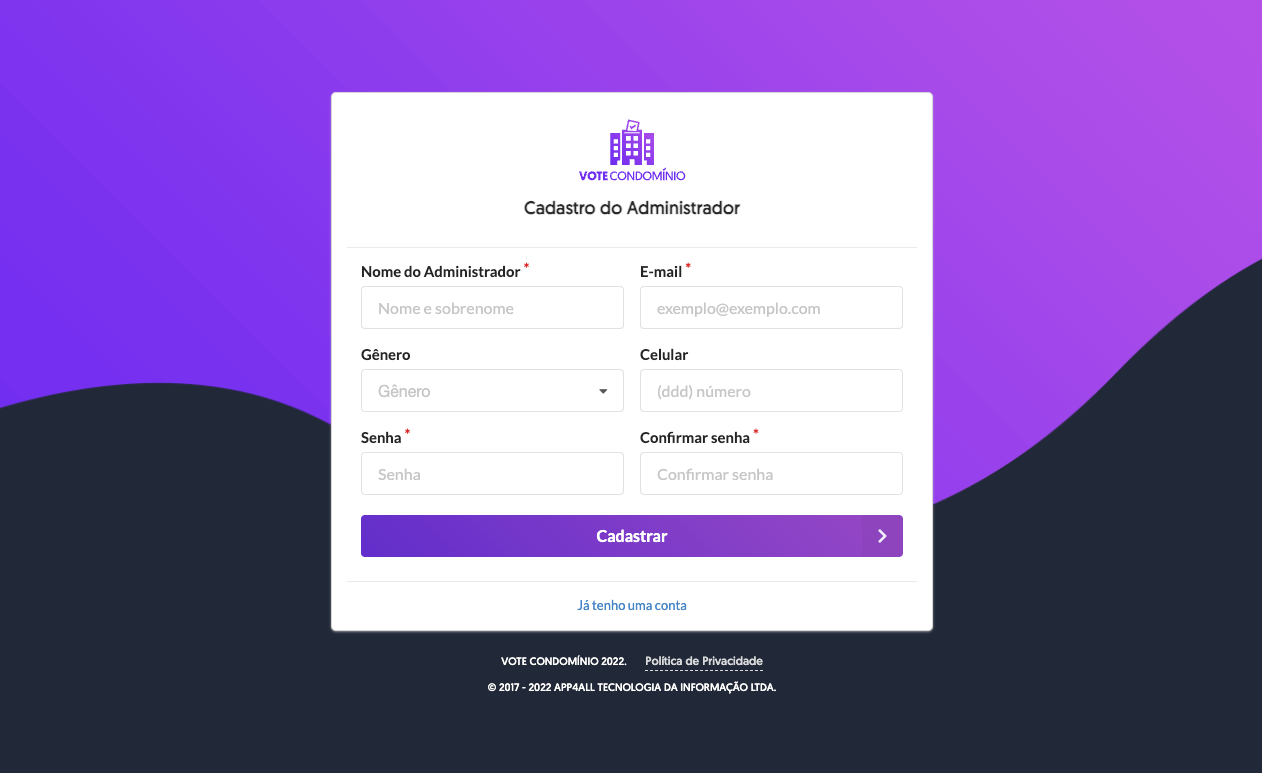 VOTE CONDOMÍNIO
Cadastro do Administrador
Nome do Administrador * E-mail *
Nome e sobrenome exemplo@exemplo.com
Gênero Celular
Gênero (ddd) número
Senha * Confirmar senha *
Senha Confirmar senha
Cadastrar
Já tenho uma conta
VOTE CONDOMÍNIO 2022. Política de Privacidade
© 2017 - 2022 APP4ALL TECNOLOGIA DA INFORMAÇÃO LTDA.